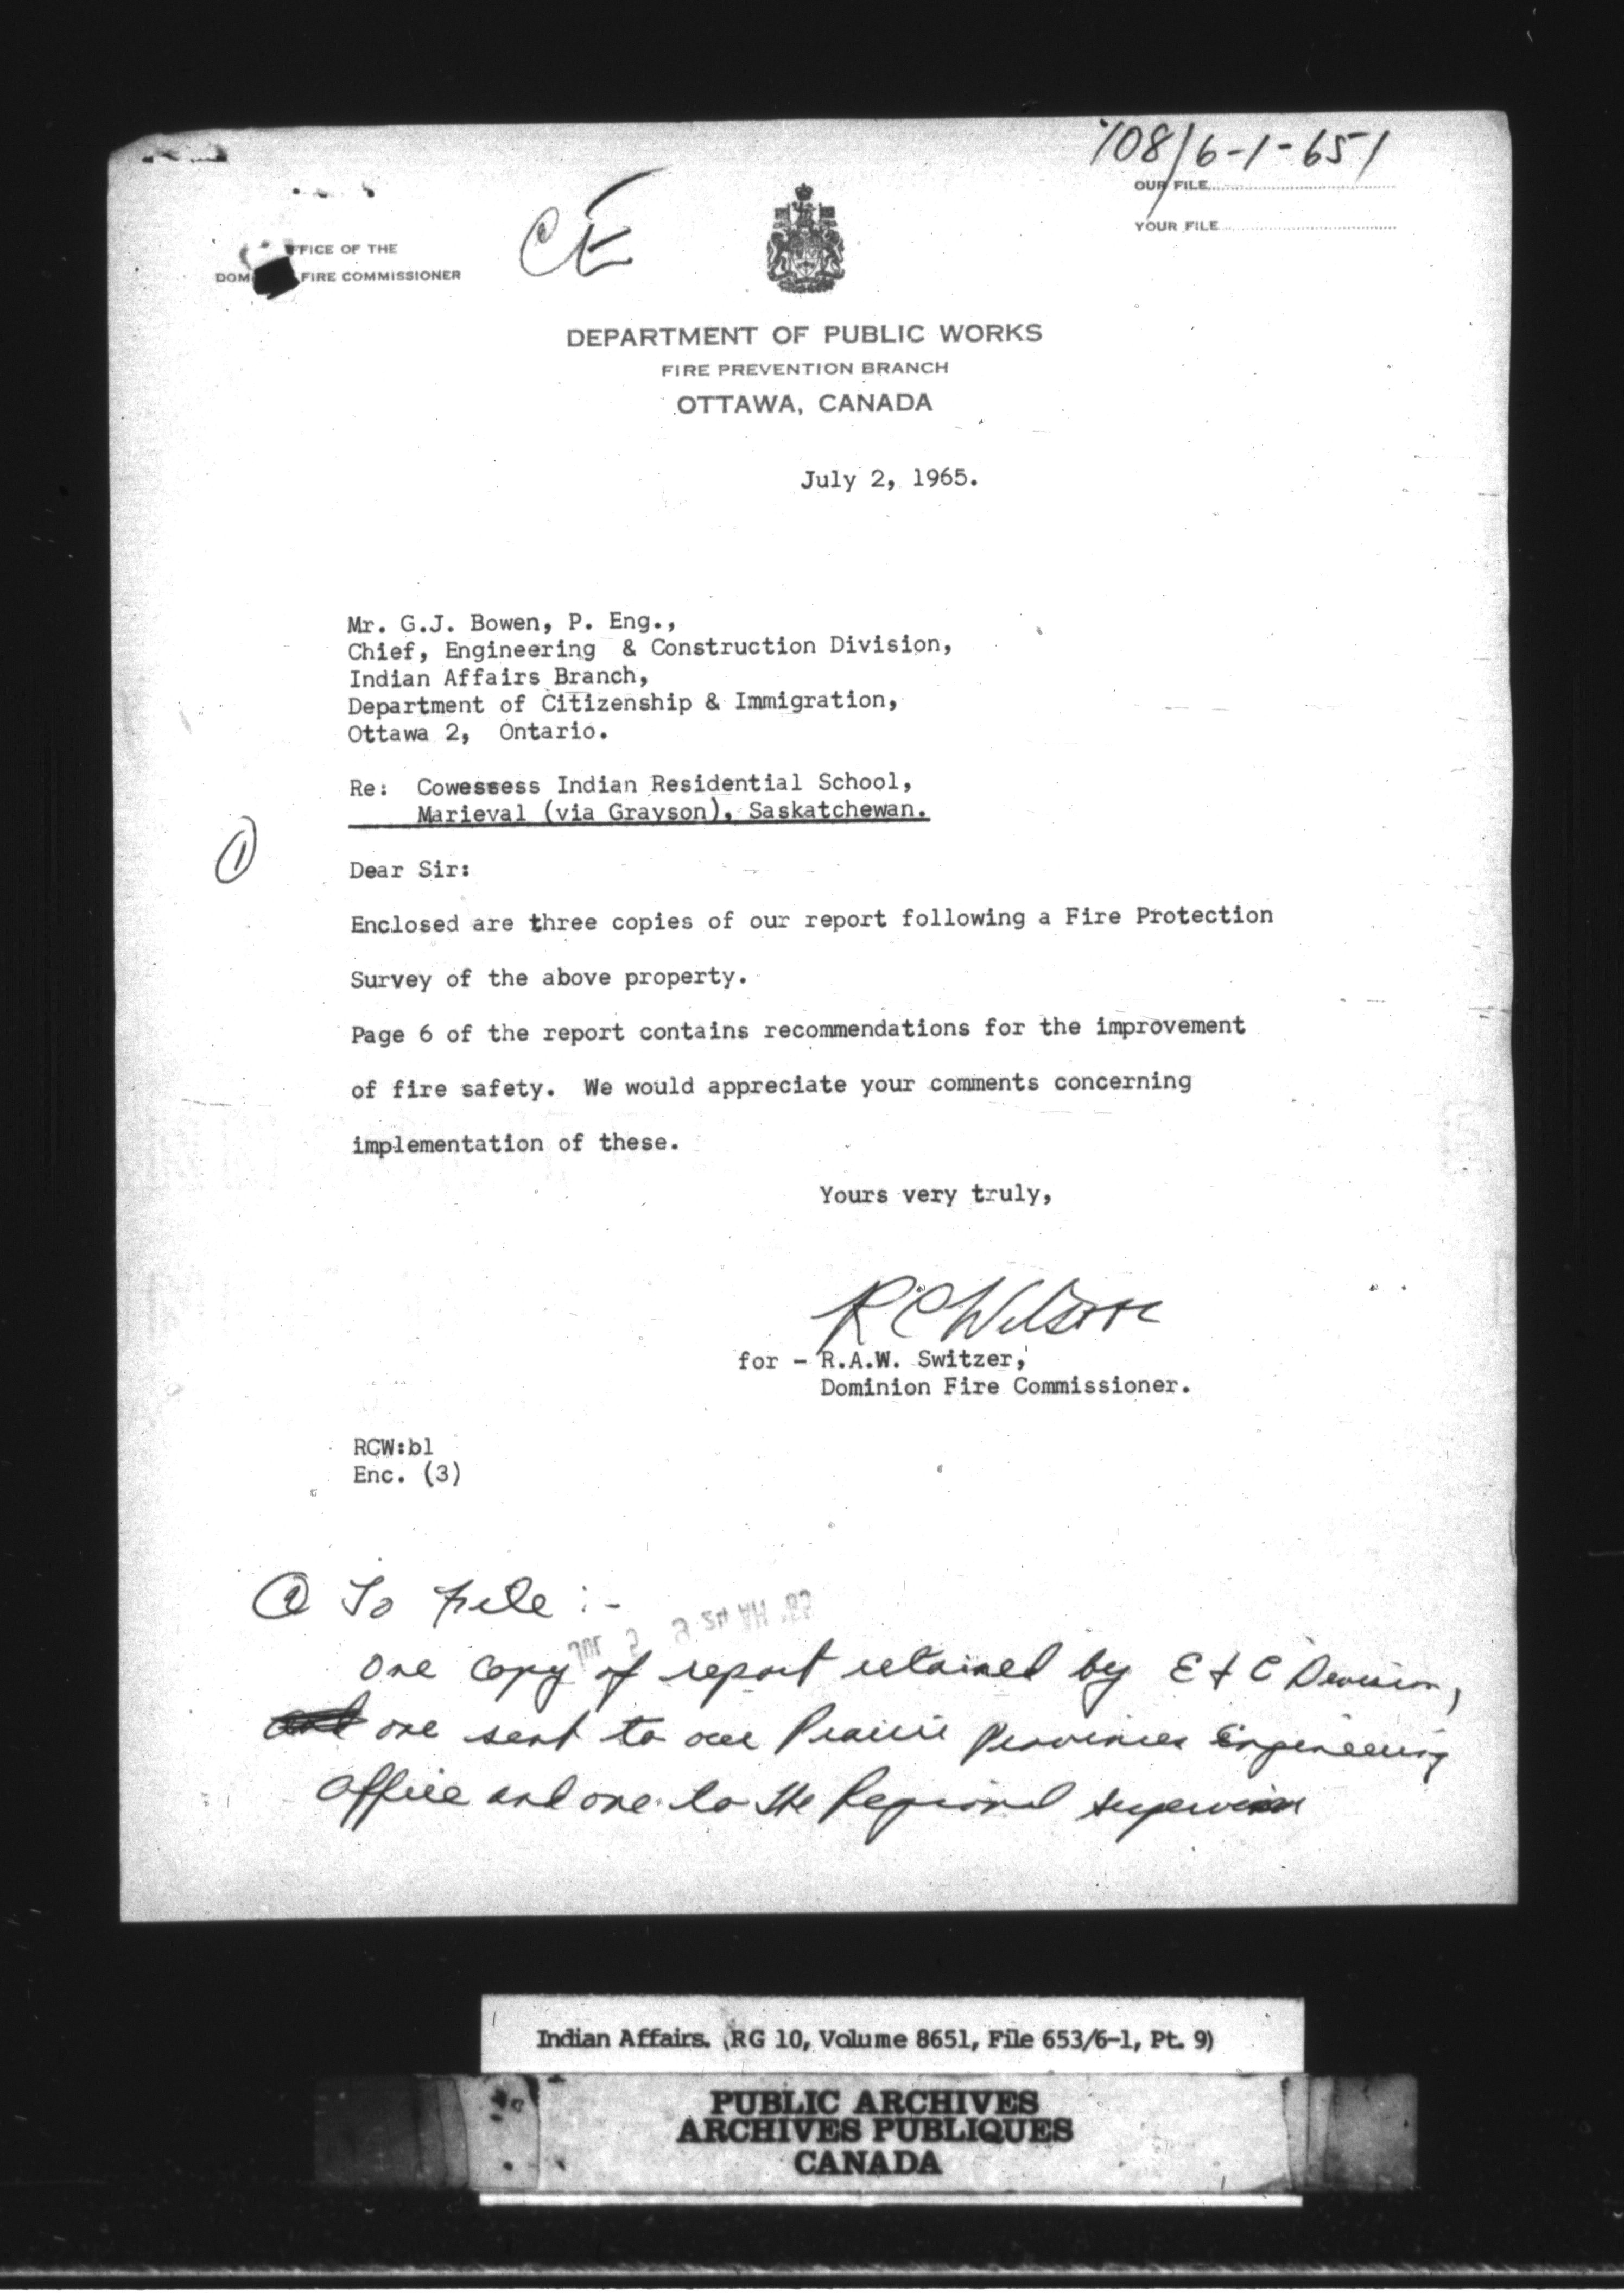 108/6-1-651
OUR FILE
YOUR FILE
CE
FFICE OF THE
DOM FIRE COMMISSIONER
DEPARTMENT OF PUBLIC WORKS
FIRE PREVENTION BRANCH
OTTAWA, CANADA
July 2, 1965.
Mr. G.J. Bowen, P. Eng.,
Chief, Engineering & Construction Division,
Indian Affairs Branch,
Department of Citizenship & Immigration,
Ottawa 2, Ontario.
Re: Cowessess Indian Residential School,
Marieval (via Grayson), Saskatchewan.
1
Dear Sir:
Enclosed are three copies of our report following a Fire Protection
Survey of the above property.
Page 6 of the report contains recommendations for the improvement
of fire safety. We would appreciate your comments concerning
implementation of these.
Yours very truly,
R C Wilson
for - R.A.W. Switzer,
Dominion Fire Commissioner.
RCW:bl
Enc. (3)
To File :-
One copy of report retained by E & C Division,
one sent to our Prairie Provinces Engineering
Office and one to the Regional Supervisor
Indian Affairs. (RG 10, Volume 8651, File 653/6-1, Pt. 9)
PUBLIC ARCHIVES
ARCHIVES PUBLIQUES
CANADA